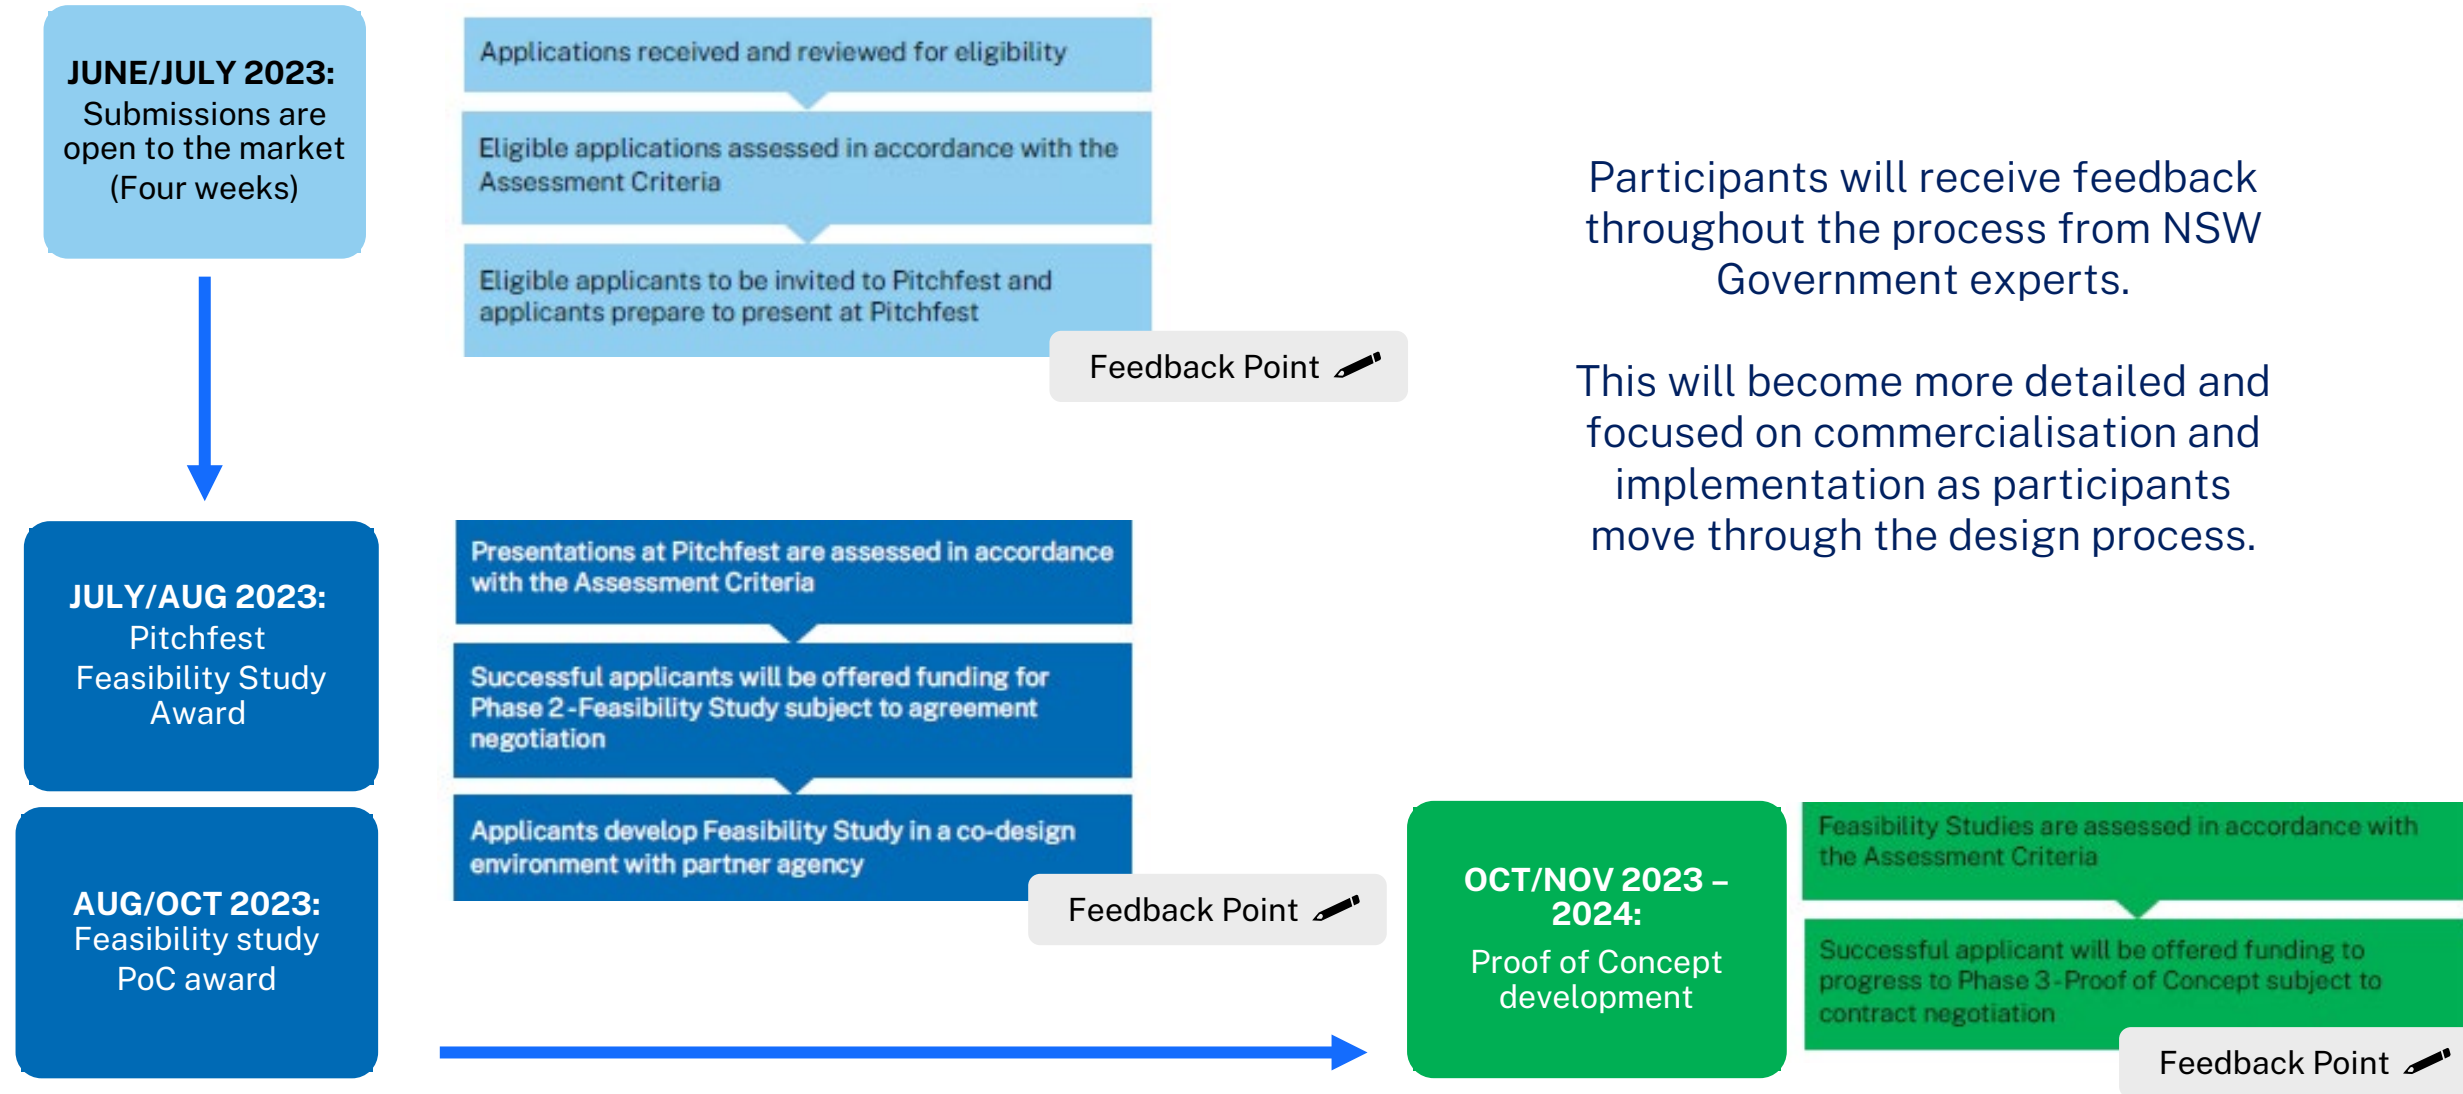 JUNE/JULY 2023:
Submissions are
open to the market
(Four weeks)
Applications received and reviewed for eligibility
Eligible applications assessed in accordance with the
Assessment Criteria
Eligible applicants to be invited to Pitchfest and
applicants prepare to present at Pitchfest
Feedback Point
Participants will receive feedback
throughout the process from NSW
Government experts.
This will become more detailed and
focused on commercialisation and
implementation as participants
move through the design process.
JULY/AUG 2023:
Pitchfest
Feasibility Study
Award
AUG/OCT 2023:
Feasibility study
PoC award
Presentations at Pitchfest are assessed in accordance
with the Assessment Criteria
Successful applicants will be offered funding for
Phase 2 - Feasibility Study subject to agreement
negotiation
Applicants develop Feasibility Study in a co-design
environment with partner agency
Feedback Point
OCT/NOV 2023 –
2024:
Proof of Concept
development
Feasibility Studies are assessed in accordance with
the Assessment Criteria
Successful applicant will be offered funding to
progress to Phase 3 - Proof of Concept subject to
contract negotiation
Feedback Point